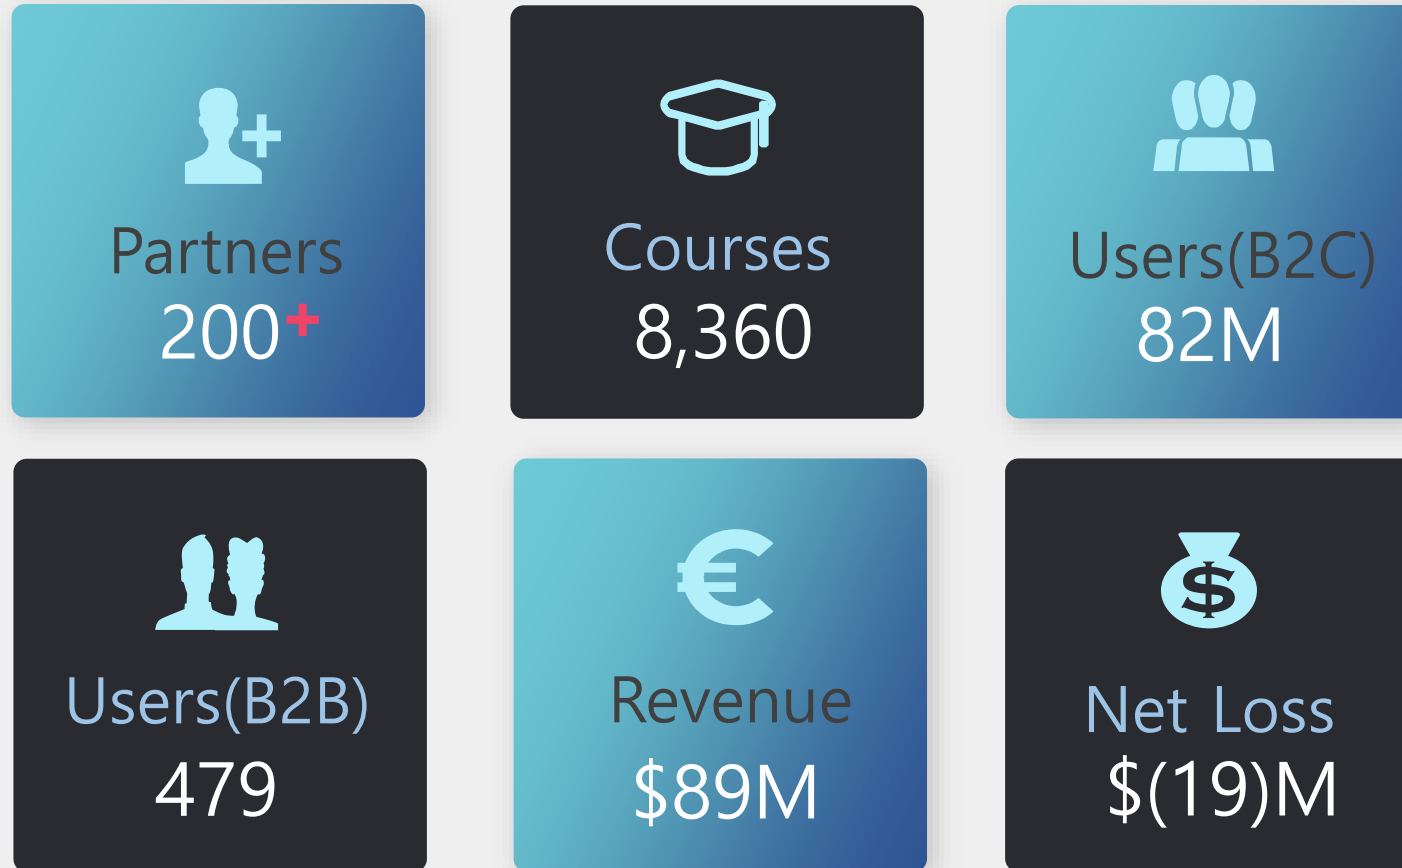 Partners
200+
Courses
8,360
Users(B2C)
82M
Users(B2B)
479
€
Revenue
$89M
$
Net Loss
$(19)M